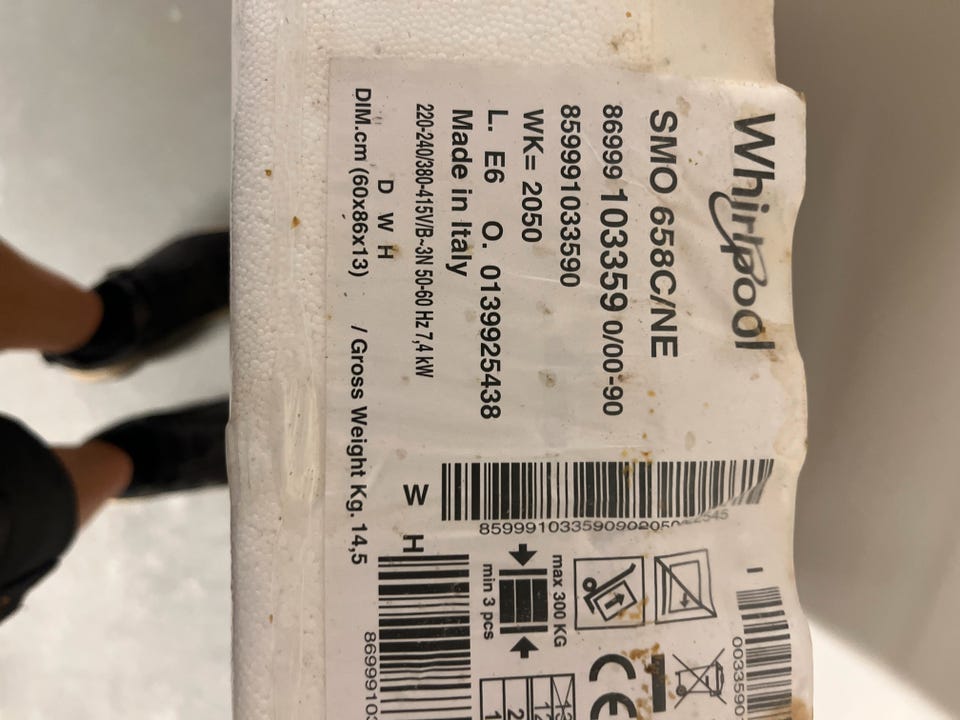 Whirlpool
SMO 658C/NE
86999 103359 0/00-90
859991033590
WK= 2050
L. E6 O. 0139925438
Made in Italy
220-240/380-415V/B~3N 50-60 Hz 7,4 kW
D W H
DIM.cm (60x86x13) / Gross Weight Kg. 14,5
W H
max 300 KG
min 3 pcs
CE